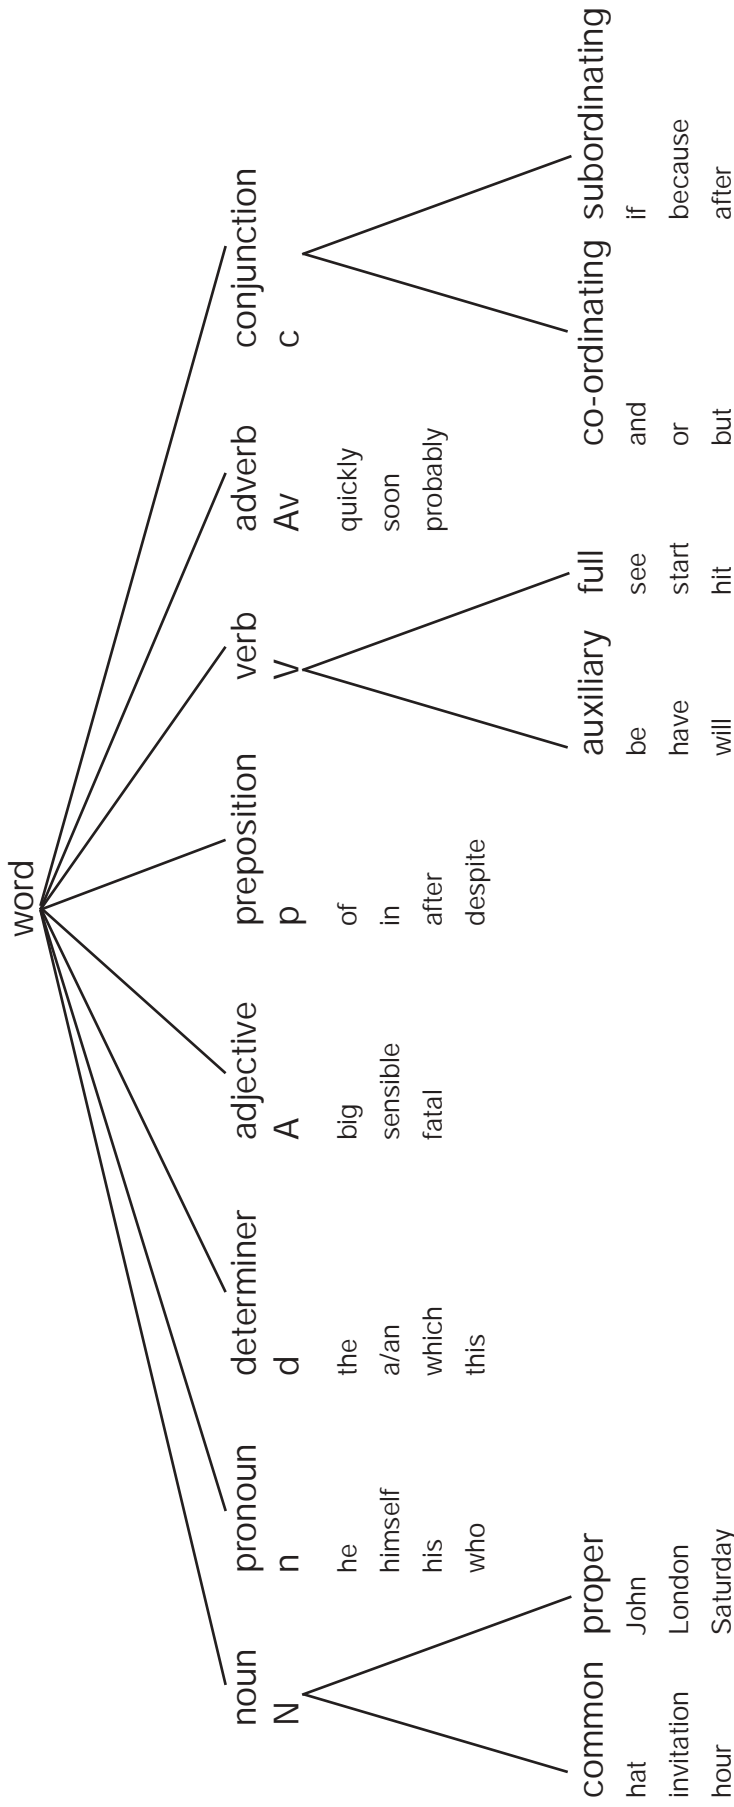 word
noun pronoun determiner adjective preposition verb adverb conjunction
N n d A p V Av c
he the big of quickly
himself a/an sensible in soon
his which fatal after probably
who this despite
common proper auxiliary full co-ordinating subordinating
hat John be see and if
invitation London have start or because
hour Saturday will hit but after